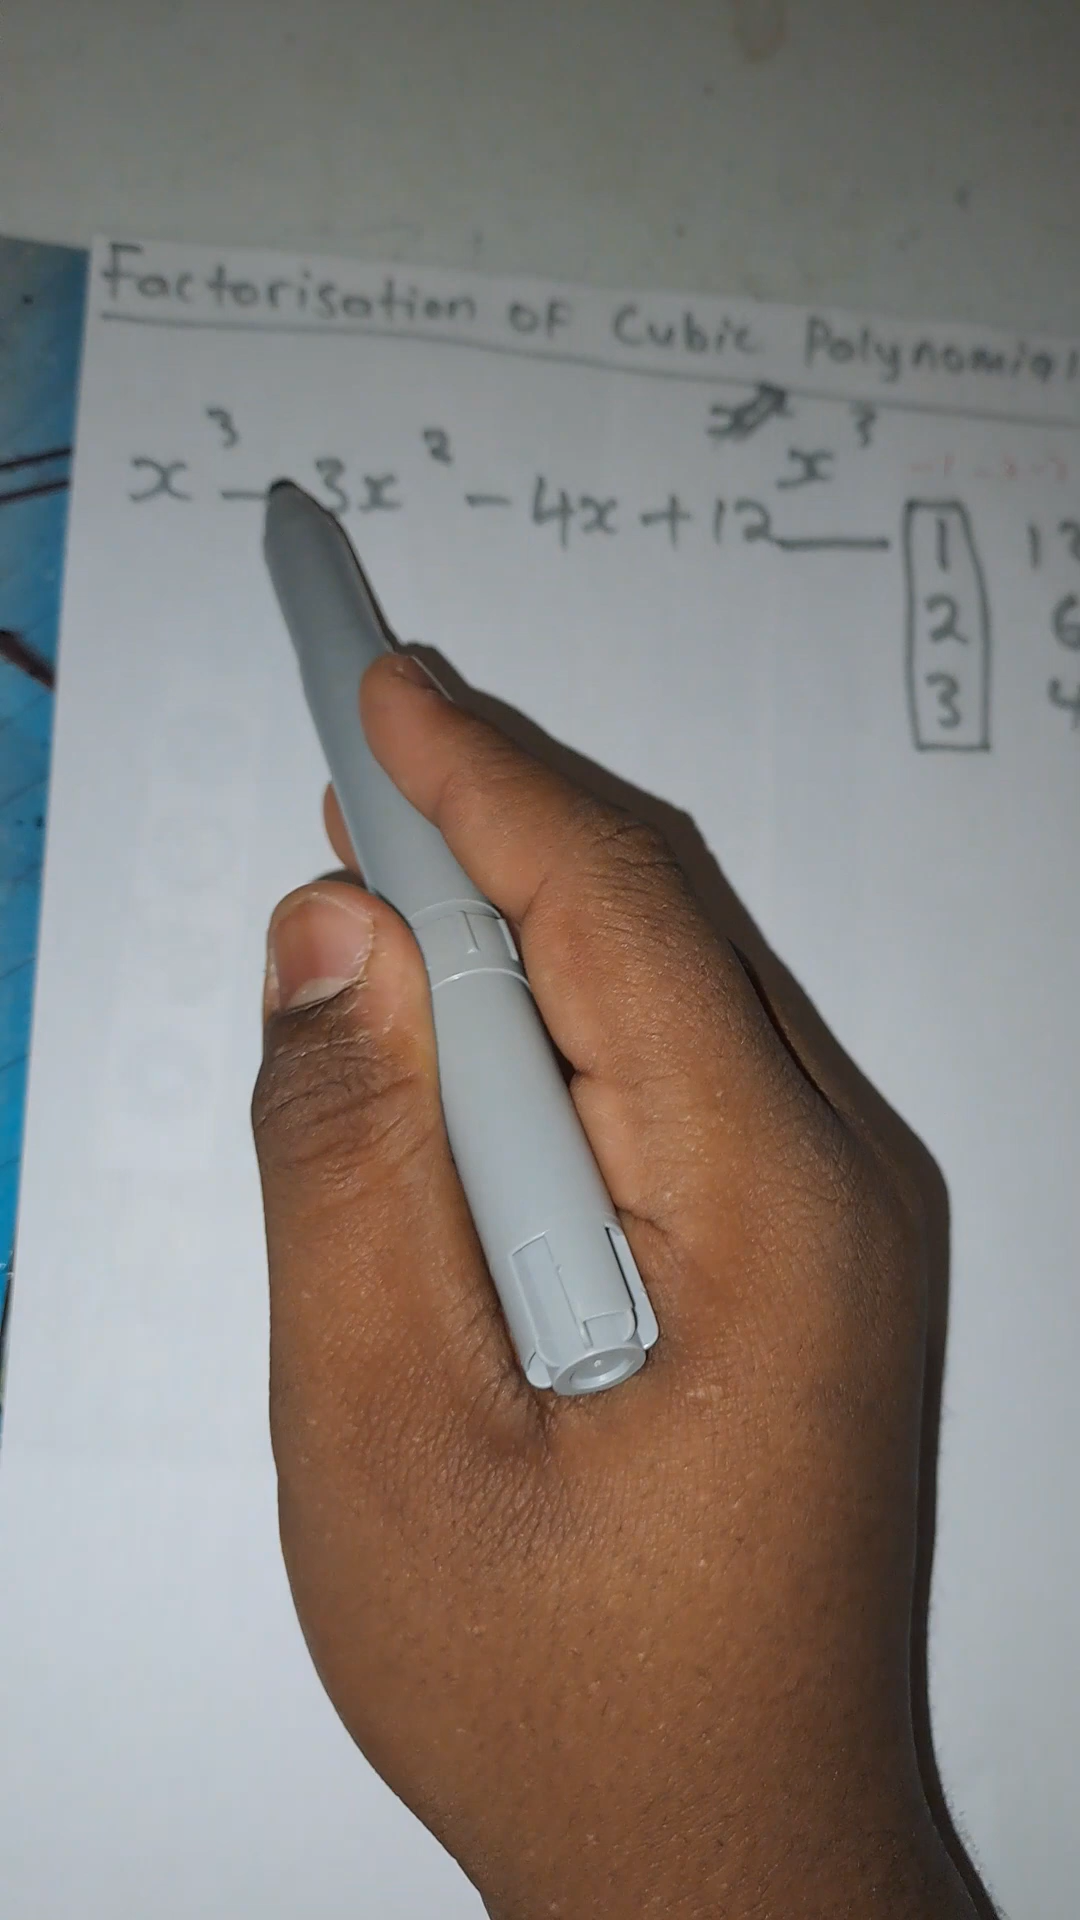 Factorisation of Cubic Polynomial
x³ - 3x² - 4x + 12
x³
1 12
2 6
3 4